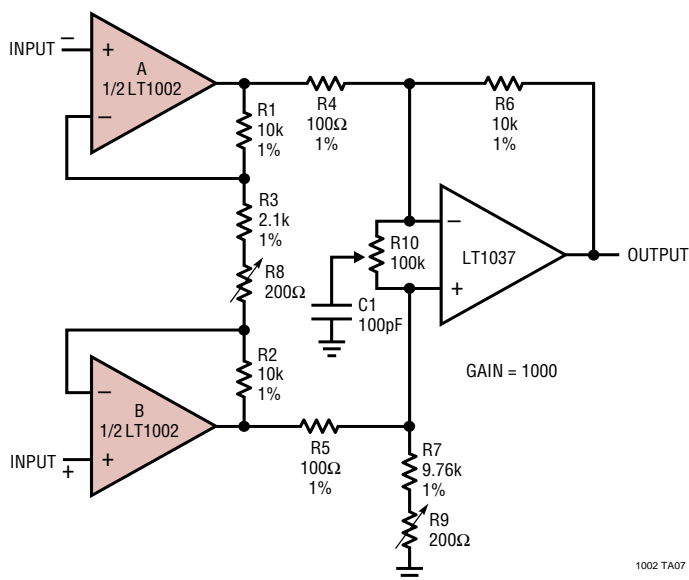 INPUT –
+
A
1/2 LT1002
–
R1
10k
1%
R4
100Ω
1%
R6
10k
1%
R3
2.1k
1%
R8
200Ω
R10
100k
C1
100pF
–
LT1037
+
OUTPUT
GAIN = 1000
R2
10k
1%
–
B
1/2 LT1002
+
INPUT +
R5
100Ω
1%
R7
9.76k
1%
R9
200Ω
1002 TA07